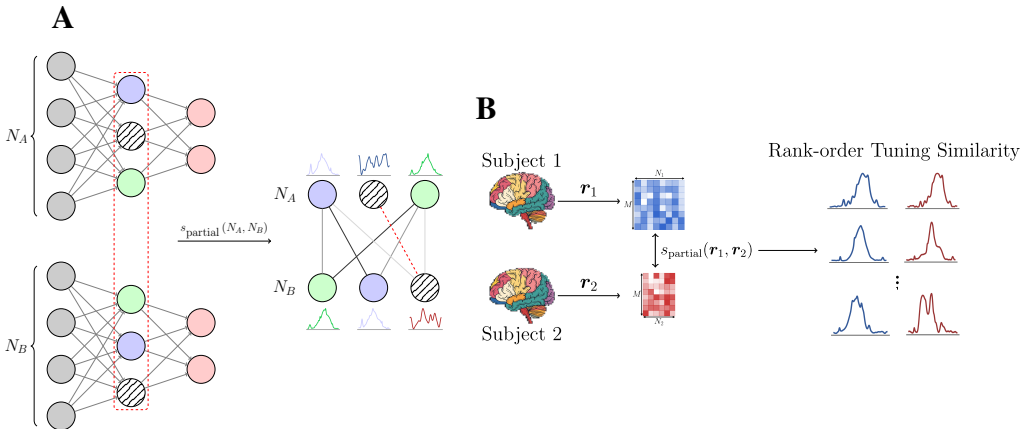 A
N_A
N_B
s_partial(N_A, N_B)
N_A
N_B
B
Subject 1
r_1
N_1
M
s_partial(r_1, r_2)
r_2
M
N_2
Subject 2
Rank-order Tuning Similarity